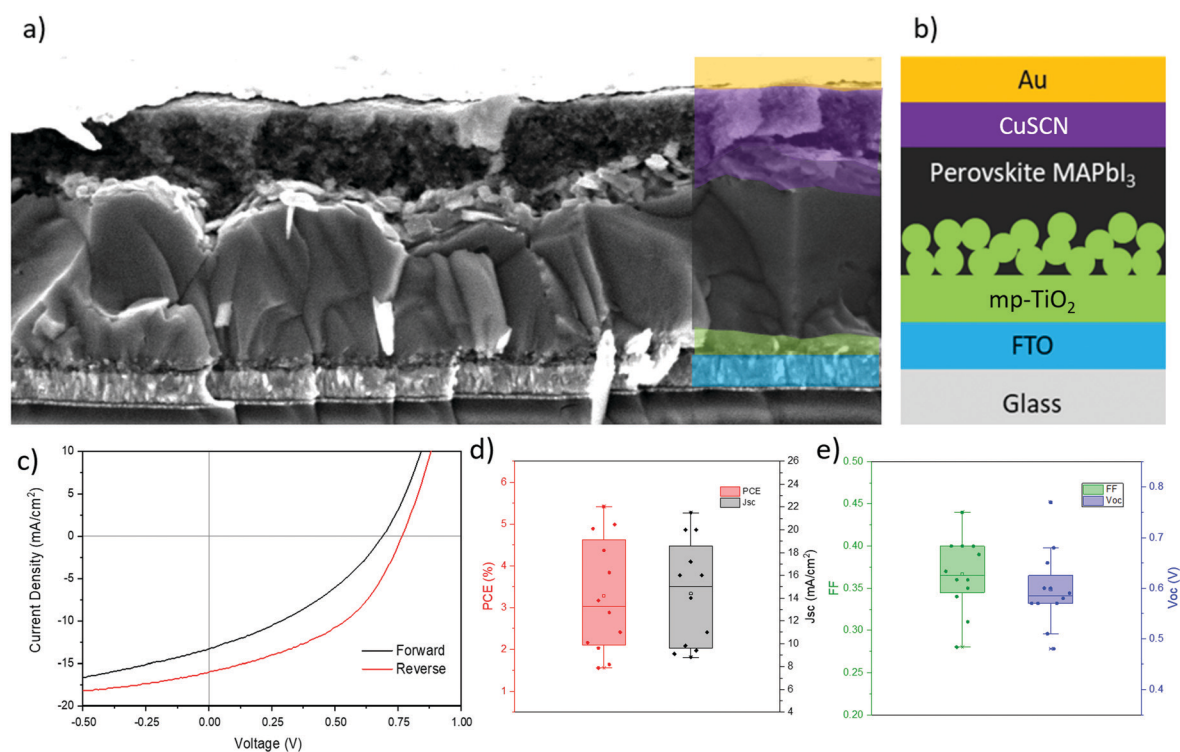 a)
b)
Au
CuSCN
Perovskite MAPbI₃
mp-TiO₂
FTO
Glass
c)
Current Density (mA/cm²)
10
5
0
-5
-10
-15
-20
-0.50
-0.25
0.00
0.25
0.50
0.75
1.00
Voltage (V)
Forward
Reverse
d)
PCE (%)
6
5
4
3
2
1
PCE
Jsc
26
24
22
20
18
16
14
12
10
8
6
4
Jsc (mA/cm²)
e)
FF
0.50
0.45
0.40
0.35
0.30
0.25
0.20
FF
Voc
0.8
0.7
0.6
0.5
0.4
Voc (V)